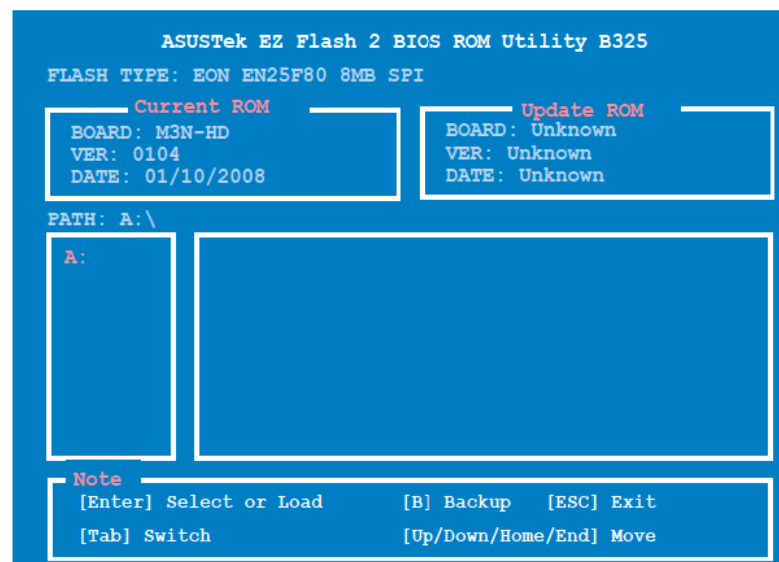 ASUSTek EZ Flash 2 BIOS ROM Utility B325
FLASH TYPE: EON EN25F80 8MB SPI
Current ROM
BOARD: M3N-HD
VER: 0104
DATE: 01/10/2008
Update ROM
BOARD: Unknown
VER: Unknown
DATE: Unknown
PATH: A:\
A:
Note
[Enter] Select or Load [B] Backup [ESC] Exit
[Tab] Switch [Up/Down/Home/End] Move